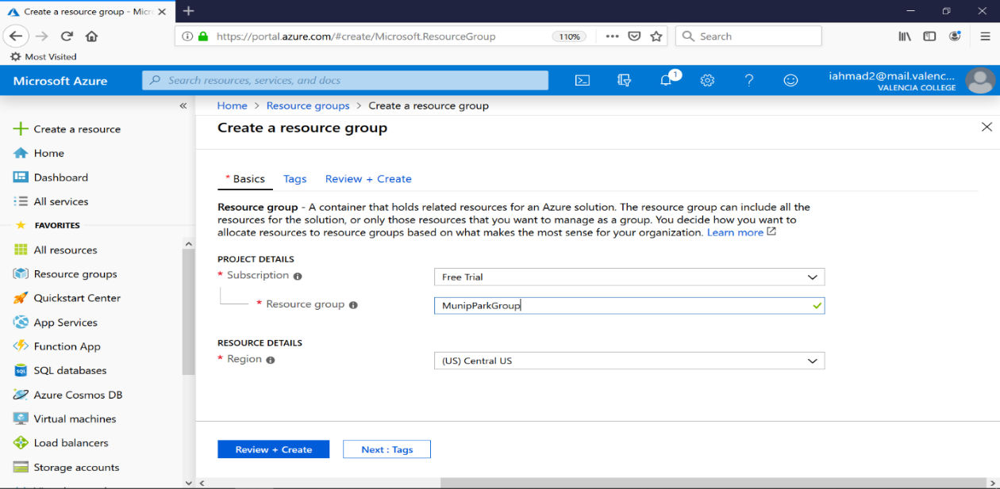 Create a resource group - Micr
https://portal.azure.com/#create/Microsoft.ResourceGroup
110%
Search
Most Visited
Microsoft Azure
Search resources, services, and docs
1
iahmad2@mail.valenc...
VALENCIA COLLEGE
Create a resource
Home
Dashboard
All services
FAVORITES
All resources
Resource groups
Quickstart Center
App Services
Function App
SQL databases
Azure Cosmos DB
Virtual machines
Load balancers
Storage accounts
Home > Resource groups > Create a resource group
Create a resource group
* Basics Tags Review + Create
Resource group - A container that holds related resources for an Azure solution. The resource group can include all the
resources for the solution, or only those resources that you want to manage as a group. You decide how you want to
allocate resources to resource groups based on what makes the most sense for your organization. Learn more
PROJECT DETAILS
* Subscription
Free Trial
* Resource group
MunipParkGroup
RESOURCE DETAILS
* Region
(US) Central US
Review + Create
Next : Tags